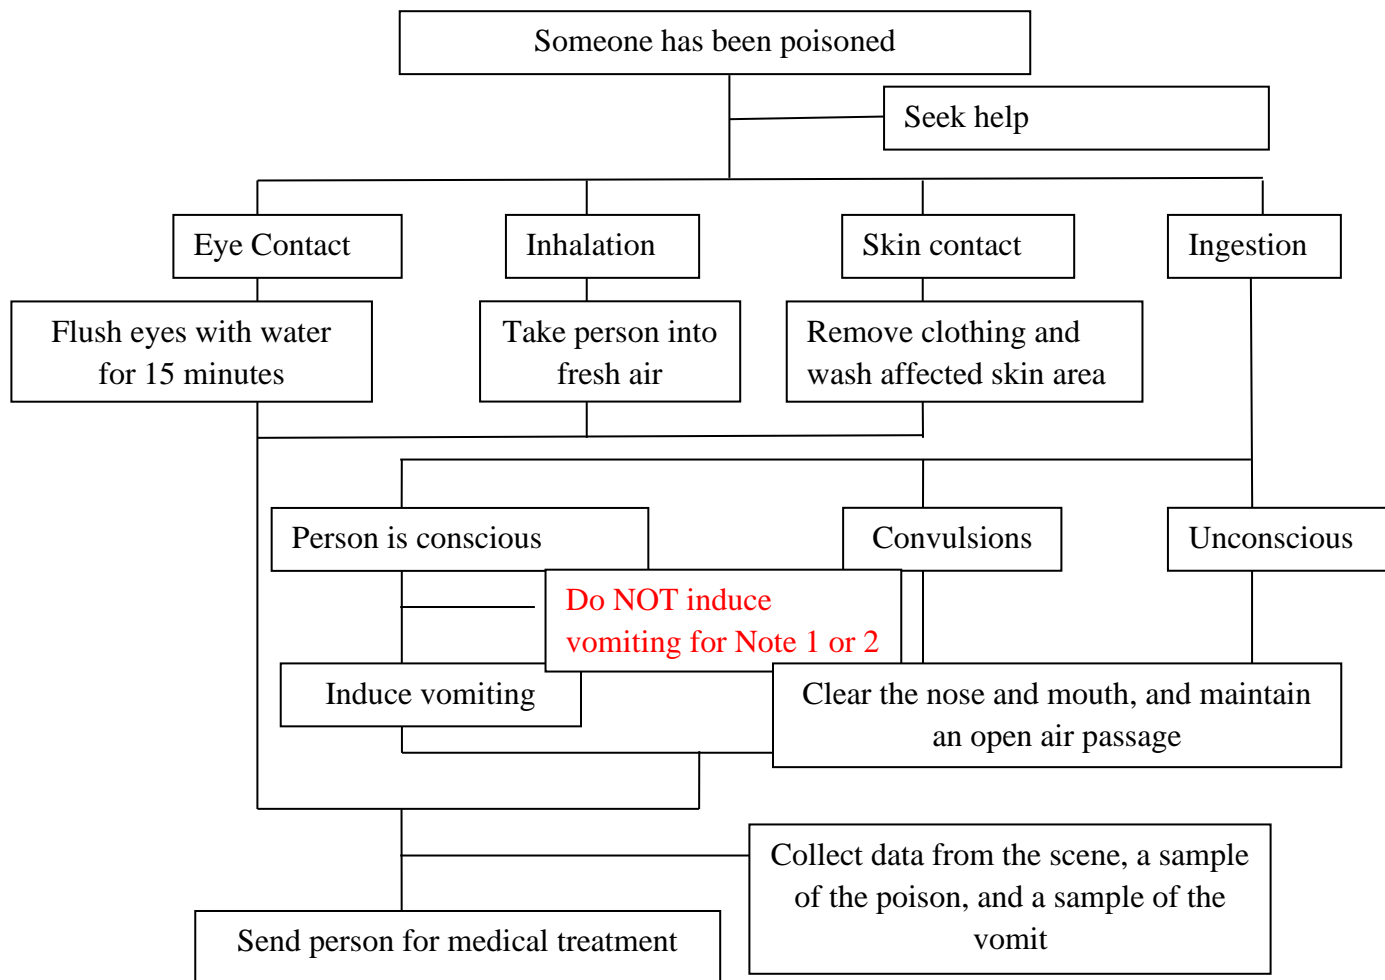 Someone has been poisoned
Seek help
Eye Contact
Inhalation
Skin contact
Ingestion
Flush eyes with water
for 15 minutes
Take person into
fresh air
Remove clothing and
wash affected skin area
Person is conscious
Convulsions
Unconscious
Do NOT induce
vomiting for Note 1 or 2
Induce vomiting
Clear the nose and mouth, and maintain
an open air passage
Collect data from the scene, a sample
of the poison, and a sample of the
vomit
Send person for medical treatment